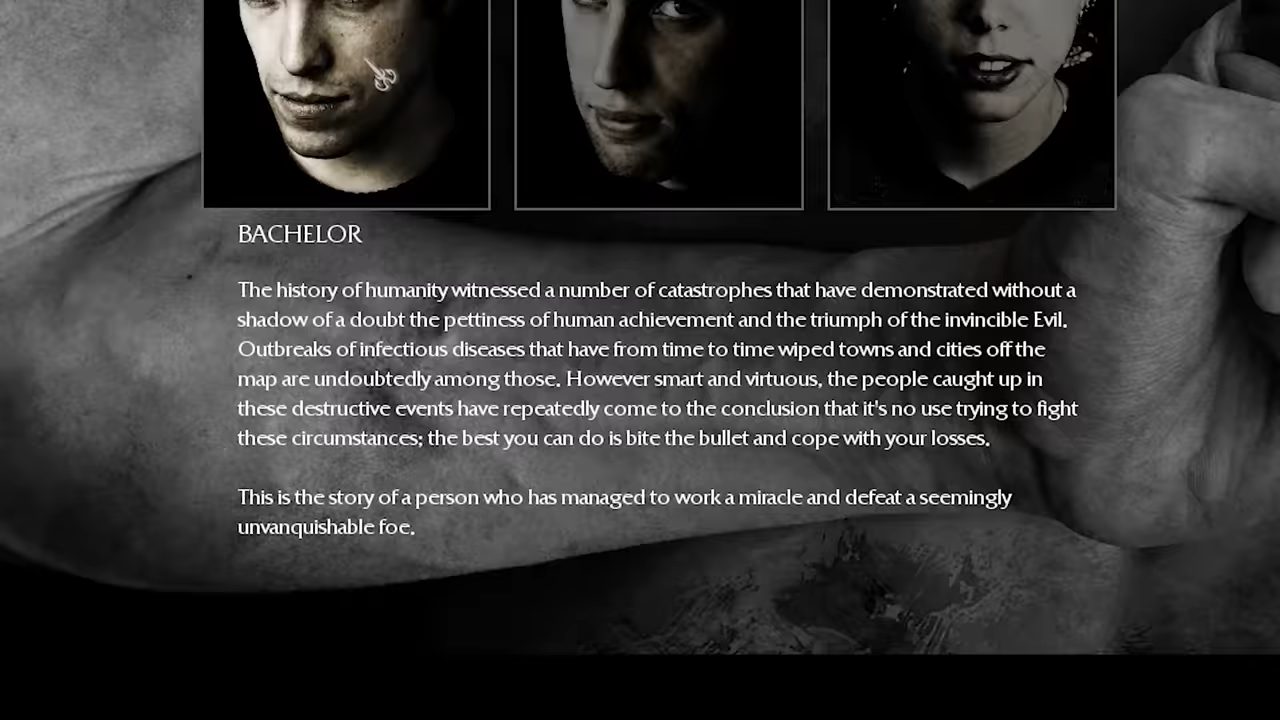 BACHELOR
The history of humanity witnessed a number of catastrophes that have demonstrated without a
shadow of a doubt the pettiness of human achievement and the triumph of the invincible Evil.
Outbreaks of infectious diseases that have from time to time wiped towns and cities off the
map are undoubtedly among those. However smart and virtuous, the people caught up in
these destructive events have repeatedly come to the conclusion that it's no use trying to fight
these circumstances; the best you can do is bite the bullet and cope with your losses.
This is the story of a person who has managed to work a miracle and defeat a seemingly
unvanquishable foe.